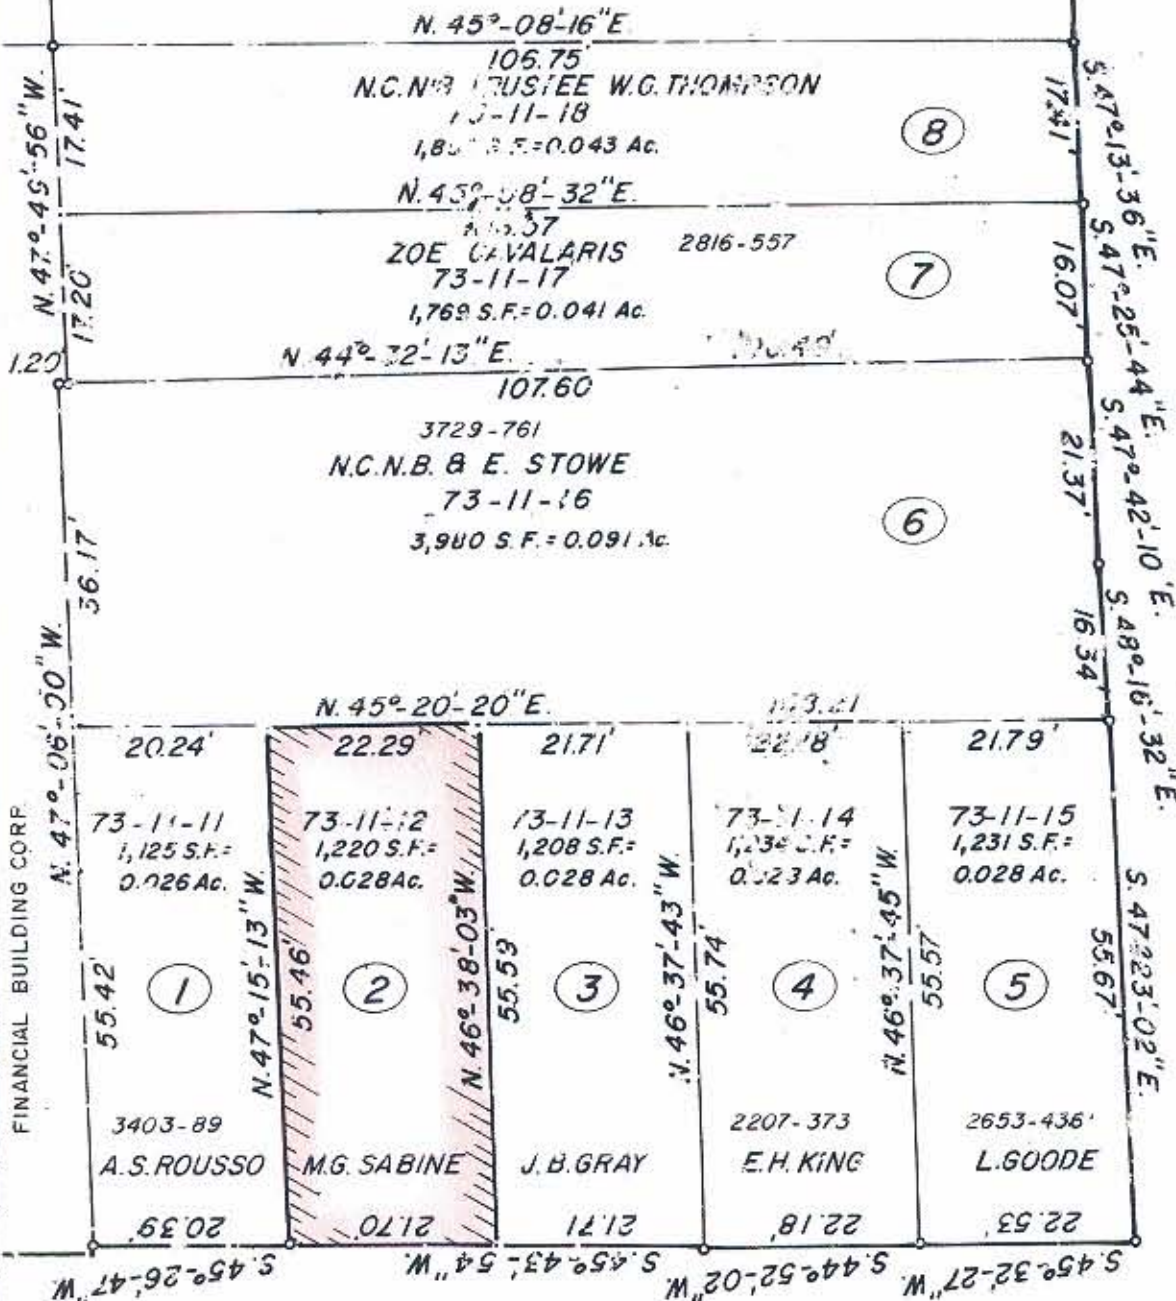 N. 45°-08'-16"E.
106.75'
TRUSTEE W.G. THOMPSON
-11-18
S.F.=0.043 Ac.
8
N. 47°-49'-56"W.
17.41'
17.41'
S. 47°-13'-36"E.
-32"E.
ZOE CAVALARIS
2816-557
73-11-17
1,769 S.F.=0.041 Ac.
7
17.20'
16.07'
S. 47°-25'-44"E.
1.20'
N. 44°-32'-13"E.
107.60
3729-761
N.C.N.B. & E. STOWE
73-11-16
3,980 S.F.=0.091 Ac.
6
36.17'
21.37'
S. 47°-42'-10"E.
16.34'
S. 48°-16'-32"E.
N. 47°-06'-00"W.
N. 45°-20'-20"E.
FINANCIAL BUILDING CORP.
20.24'
73-11-11
1,125 S.F.=
0.026 Ac.
55.42'
1
N. 47°-15'-13"W.
3403-89
A.S. ROUSSO
20.39'
S. 45°-26'-47"W.
22.29'
73-11-12
1,220 S.F.=
0.028 Ac.
55.46'
2
N. 46°-38'-03"W.
M.G. SABINE
21.70'
21.71'
73-11-13
1,208 S.F.=
0.028 Ac.
55.59'
3
N. 46°-37'-43"W.
J.B. GRAY
21.71
S. 45°-43'-54"W.
73-11-14
Ac.
55.74'
4
N. 46°-37'-45"W.
2207-373
E.H. KING
22.18'
S. 44°-52'-02"W.
21.79'
73-11-15
1,231 S.F.=
0.028 Ac.
55.57'
5
55.67'
S. 47°-23'-02"E.
2653-436
L. GOODE
22.53'
S. 45°-32'-27"W.